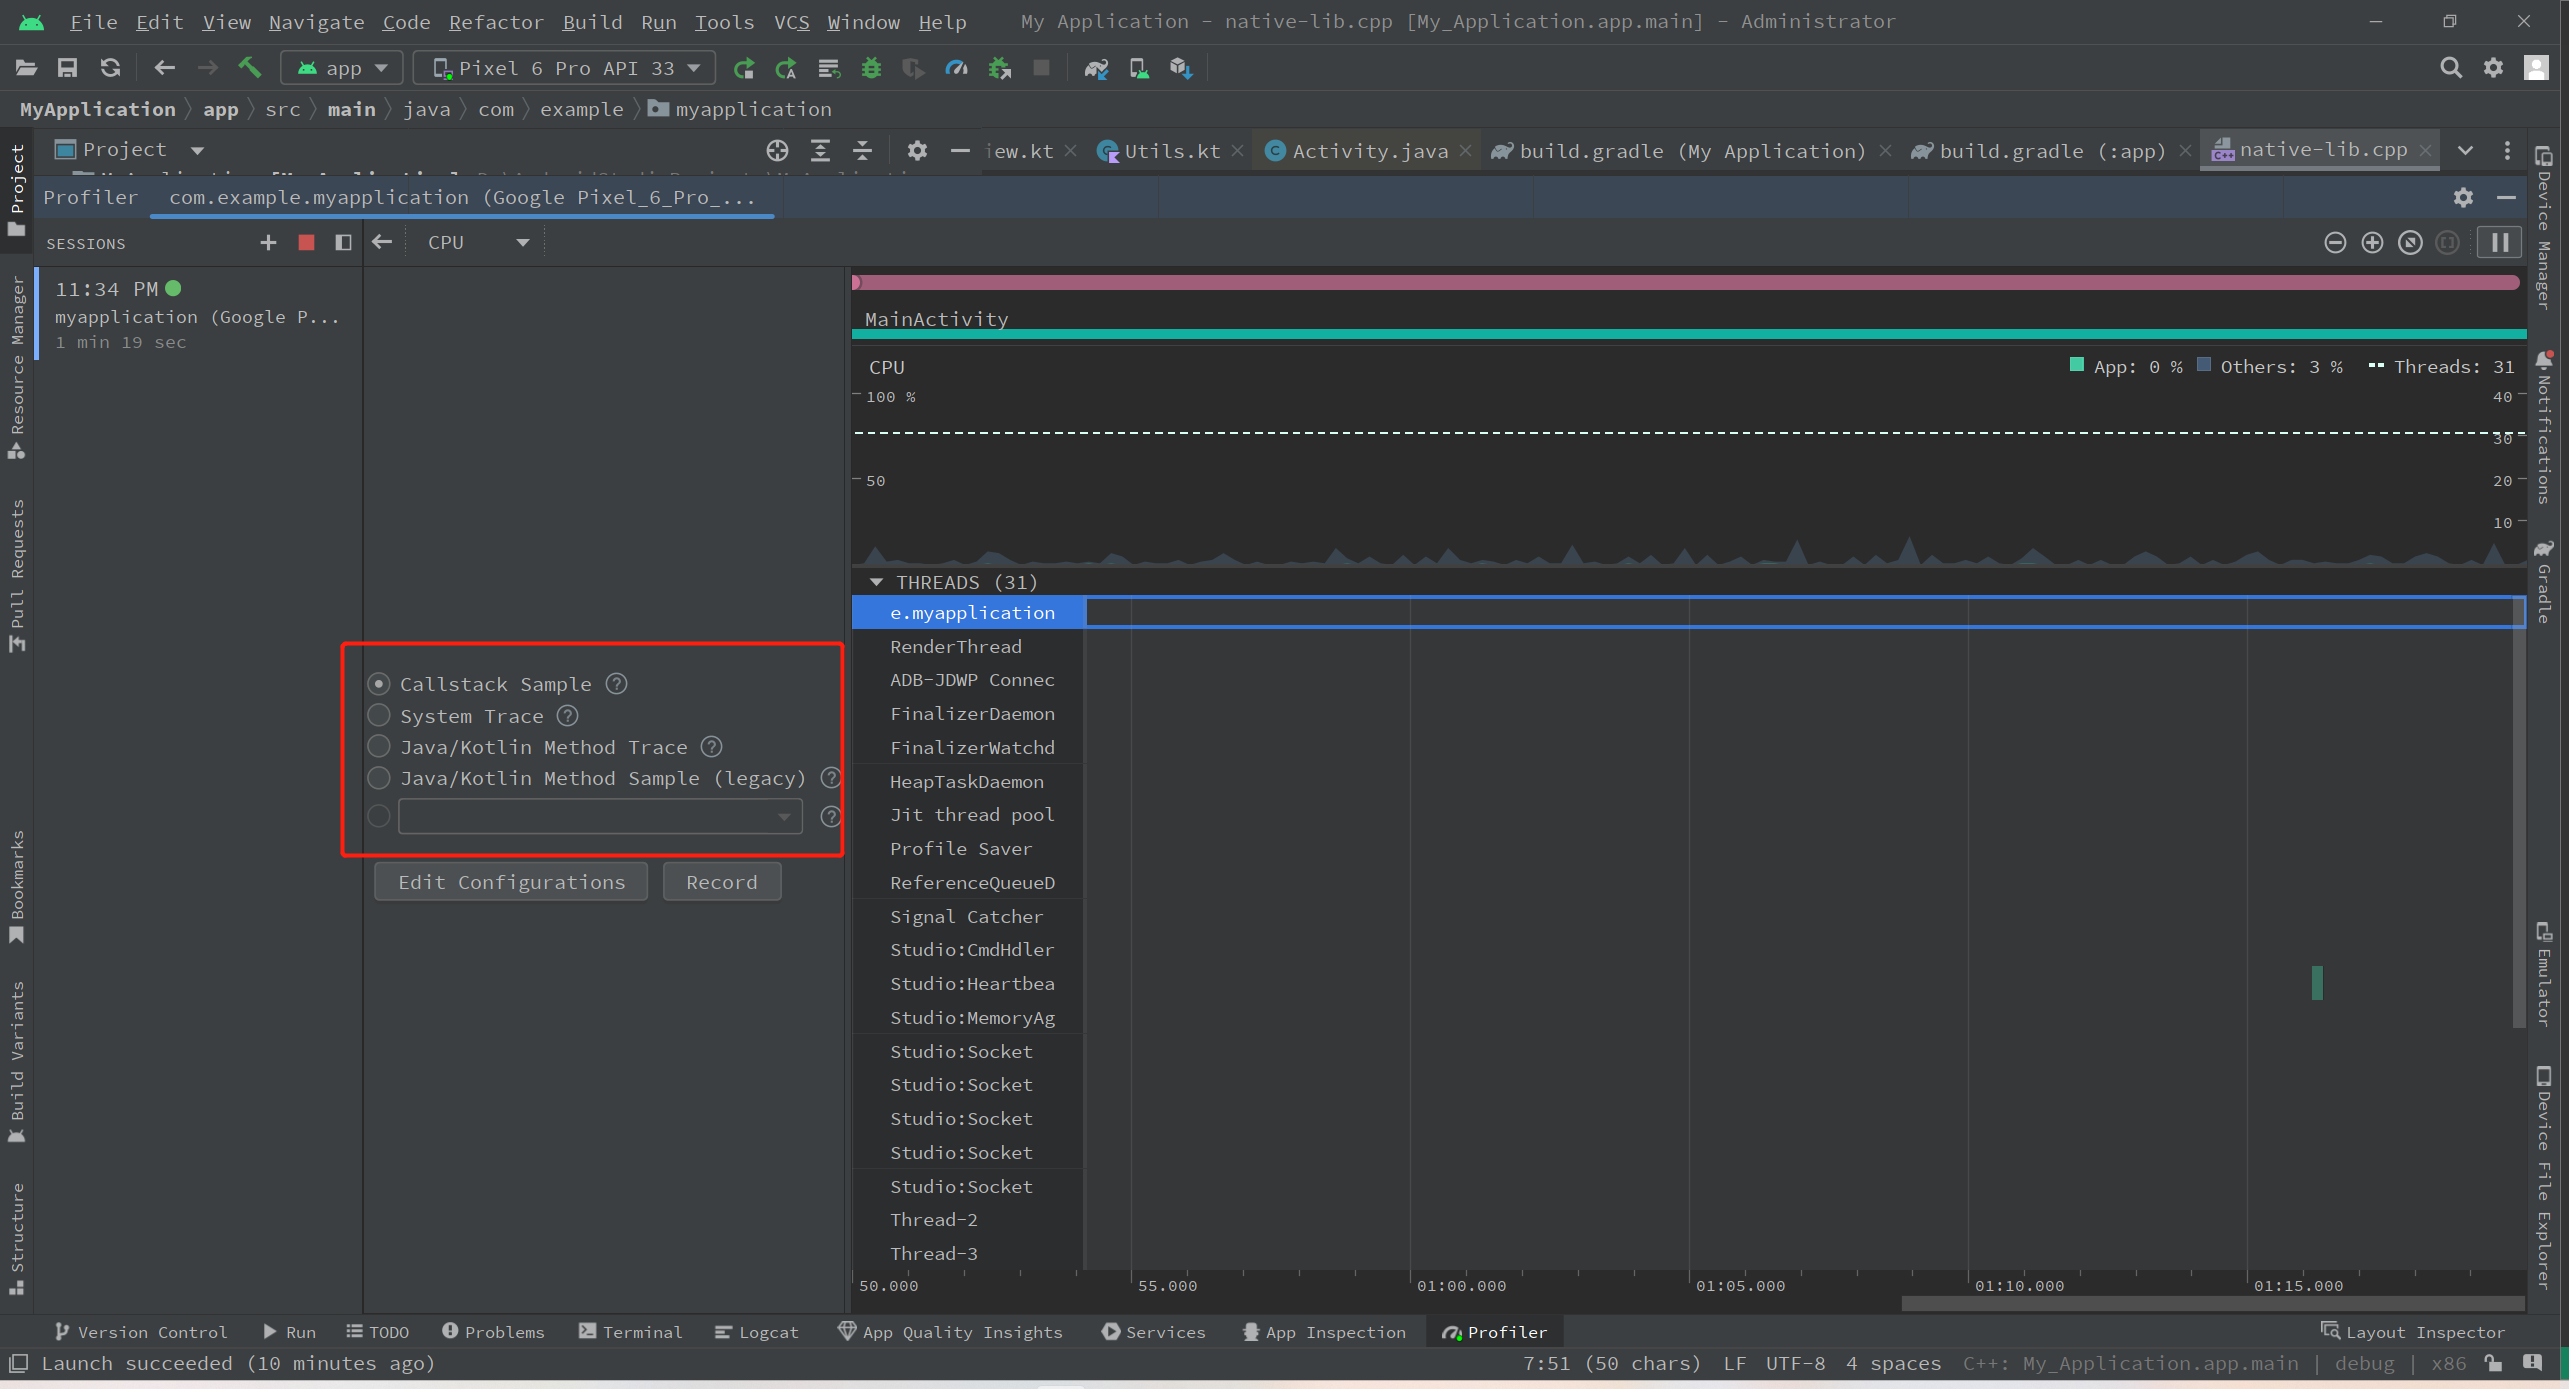 File Edit View Navigate Code Refactor Build Run Tools VCS Window Help My Application - native-lib.cpp [My_Application.app.main] - Administrator
app Pixel 6 Pro API 33
MyApplication app src main java com example myapplication
Project iew.kt Utils.kt Activity.java build.gradle (My Application) build.gradle (:app) native-lib.cpp
Profiler com.example.myapplication (Google Pixel_6_Pro_...
SESSIONS CPU
11:34 PM
myapplication (Google P...
1 min 19 sec
MainActivity
CPU App: 0 % Others: 3 % Threads: 31
100 % 40
30
50 20
10
THREADS (31)
e.myapplication
RenderThread
ADB-JDWP Connec
FinalizerDaemon
FinalizerWatchd
HeapTaskDaemon
Jit thread pool
Profile Saver
ReferenceQueueD
Signal Catcher
Studio:CmdHdler
Studio:Heartbea
Studio:MemoryAg
Studio:Socket
Studio:Socket
Studio:Socket
Studio:Socket
Studio:Socket
Thread-2
Thread-3
50.000 55.000 01:00.000 01:05.000 01:10.000 01:15.000
Callstack Sample ?
System Trace ?
Java/Kotlin Method Trace ?
Java/Kotlin Method Sample (legacy) ?
?
Edit Configurations Record
Project
Resource Manager
Pull Requests
Bookmarks
Build Variants
Structure
Device Manager
Notifications
Gradle
Emulator
Device File Explorer
Version Control Run TODO Problems Terminal Logcat App Quality Insights Services App Inspection Profiler Layout Inspector
Launch succeeded (10 minutes ago) 7:51 (50 chars) LF UTF-8 4 spaces C++: My_Application.app.main | debug | x86